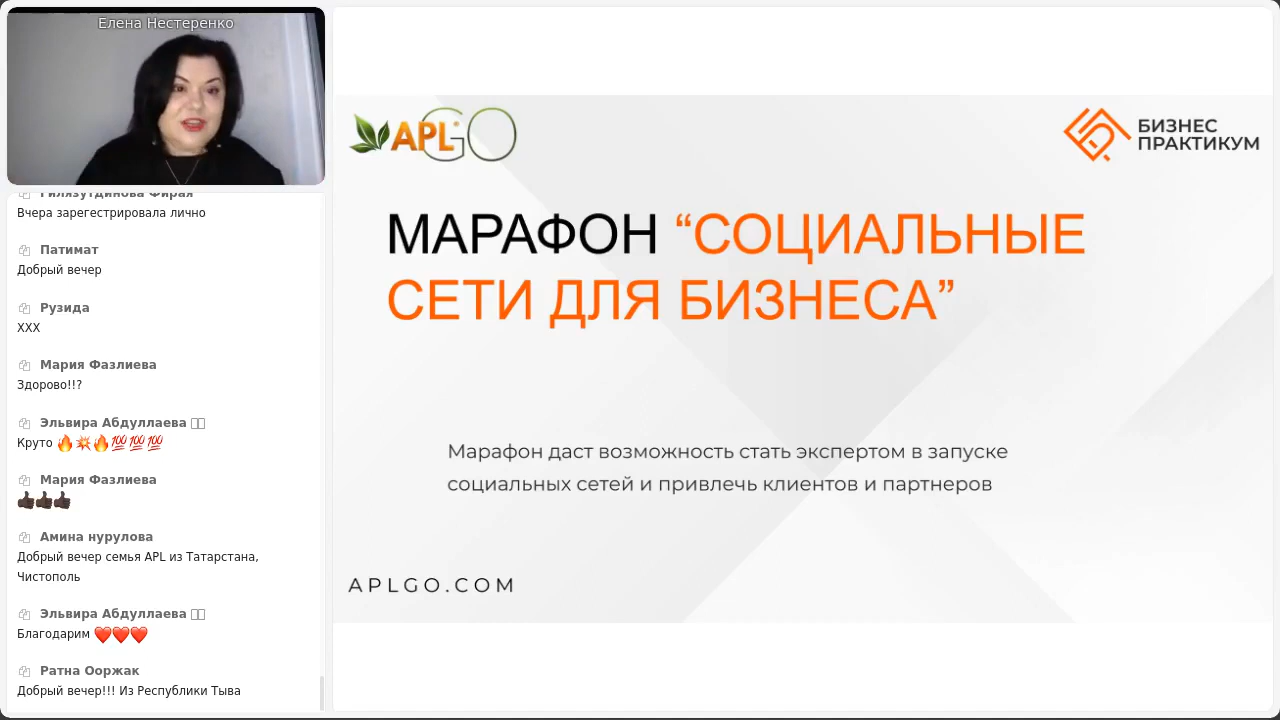 Елена Нестеренко
Гилязутдинова Фирая
Вчера зарегестрировала лично
Патимат
Добрый вечер
Рузида
ХХХ
Мария Фазлиева
Здорово!!?
Эльвира Абдуллаева
Круто 🔥💥🔥💯💯💯
Мария Фазлиева
👍🏿👍🏿👍🏿
Амина нурулова
Добрый вечер семья APL из Татарстана,
Чистополь
Эльвира Абдуллаева
Благодарим ❤️❤️❤️
Ратна Ооржак
Добрый вечер!!! Из Республики Тыва
APLGO
БИЗНЕС
ПРАКТИКУМ
МАРАФОН “СОЦИАЛЬНЫЕ
СЕТИ ДЛЯ БИЗНЕСА”
Марафон даст возможность стать экспертом в запуске
социальных сетей и привлечь клиентов и партнеров
APLGO.COM